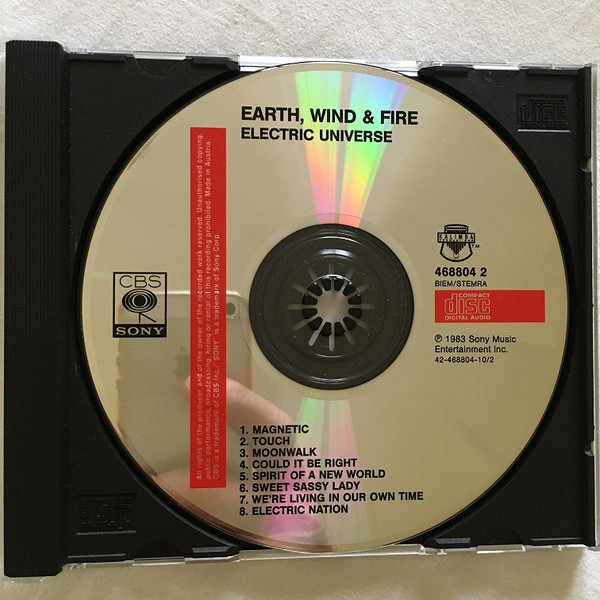 EARTH, WIND & FIRE
ELECTRIC UNIVERSE
disc
468804 2
BIEM/STEMRA
COMPACT
disc
DIGITAL AUDIO
CBS
SONY
℗ 1983 Sony Music
Entertainment Inc.
42-468804-10/2
All rights of the producer and of the owner of the recorded work reserved. Unauthorised copying,
public performance, broadcasting, hiring or rental of this recording prohibited. Made in Austria.
CBS is a trademark of CBS Inc./"SONY" is a trademark of Sony Corp.
1. MAGNETIC
2. TOUCH
3. MOONWALK
4. COULD IT BE RIGHT
5. SPIRIT OF A NEW WORLD
6. SWEET SASSY LADY
7. WE'RE LIVING IN OUR OWN TIME
8. ELECTRIC NATION